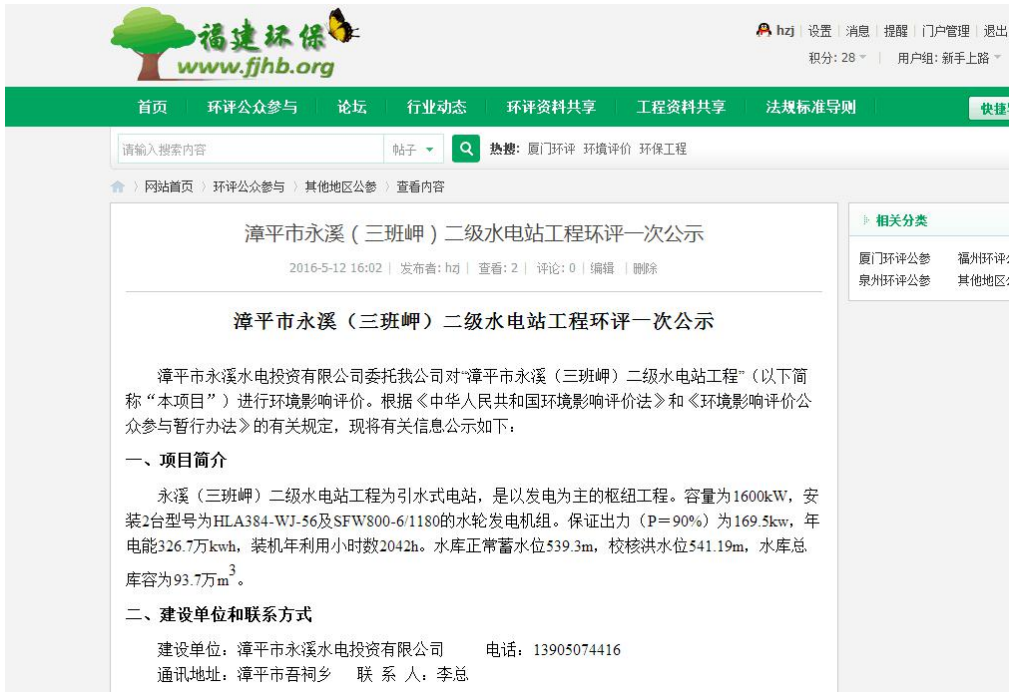 福建环保
www.fjhb.org
hzj 设置 消息 提醒 门户管理 退出
积分: 28 用户组: 新手上路
首页 环评公众参与 论坛 行业动态 环评资料共享 工程资料共享 法规标准导则 快捷
请输入搜索内容 帖子 热搜: 厦门环评 环境评价 环保工程
网站首页 〉 环评公众参与 〉 其他地区公参 〉 查看内容
漳平市永溪（三班岬）二级水电站工程环评一次公示
2016-5-12 16:02 | 发布者: hzj | 查看: 2 | 评论: 0 | 编辑 | 删除
相关分类
厦门环评公参 福州环评
泉州环评公参 其他地区
漳平市永溪（三班岬）二级水电站工程环评一次公示
漳平市永溪水电投资有限公司委托我公司对“漳平市永溪（三班岬）二级水电站工程”（以下简
称“本项目”）进行环境影响评价。根据《中华人民共和国环境影响评价法》和《环境影响评价公
众参与暂行办法》的有关规定，现将有关信息公示如下：
一、项目简介
永溪（三班岬）二级水电站工程为引水式电站，是以发电为主的枢纽工程。容量为1600kW，安
装2台型号为HLA384-WJ-56及SFW800-6/1180的水轮发电机组。保证出力（P＝90%）为169.5kw，年
电能326.7万kwh，装机年利用小时数2042h。水库正常蓄水位539.3m，校核洪水位541.19m，水库总
库容为93.7万m³。
二、建设单位和联系方式
建设单位：漳平市永溪水电投资有限公司 电话：13905074416
通讯地址：漳平市吾祠乡 联 系 人：李总